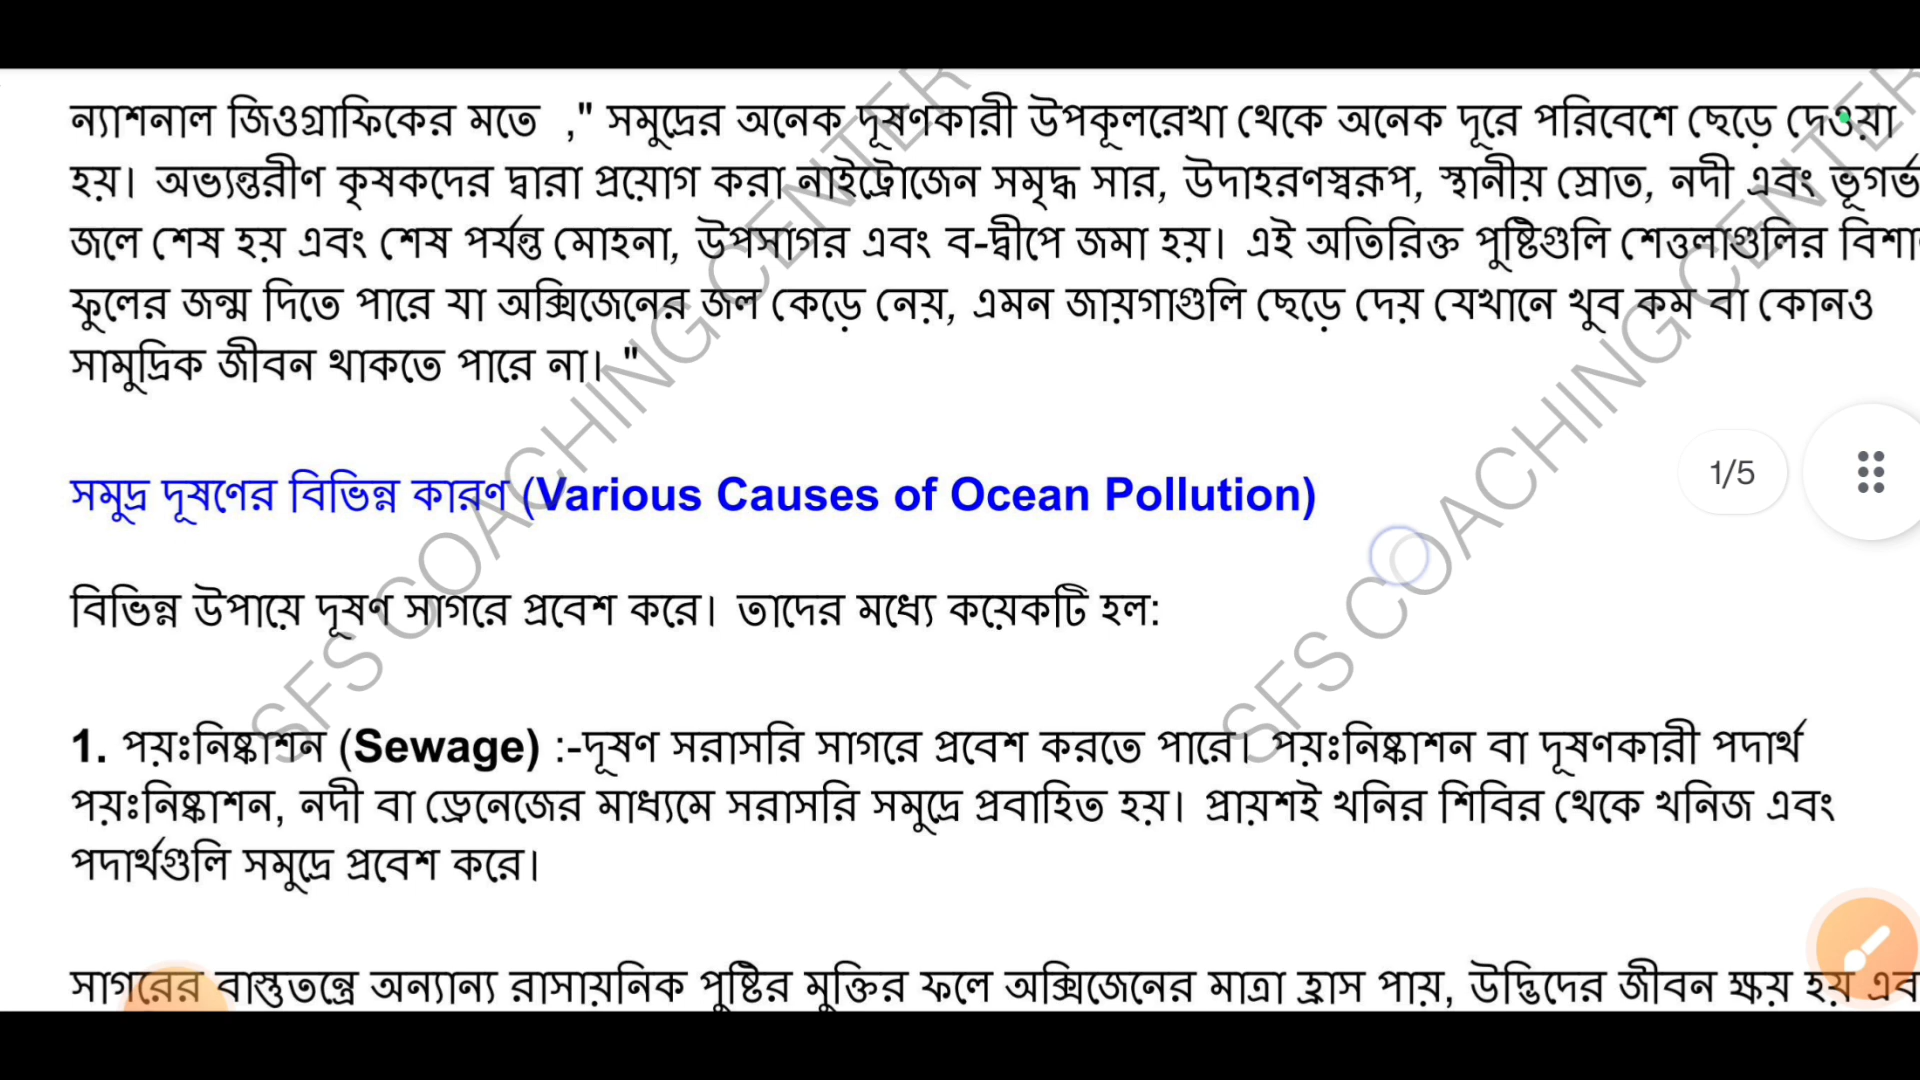 ন্যাশনাল জিওগ্রাফিকের মতে ," সমুদ্রের অনেক দূষণকারী উপকূলরেখা থেকে অনেক দূরে পরিবেশে ছেড়ে দেওয়া
হয়। অভ্যন্তরীণ কৃষকদের দ্বারা প্রয়োগ করা নাইট্রোজেন সমৃদ্ধ সার, উদাহরণস্বরূপ, স্থানীয় স্রোত, নদী এবং ভূগর্ভ
জলে শেষ হয় এবং শেষ পর্যন্ত মোহনা, উপসাগর এবং ব-দ্বীপে জমা হয়। এই অতিরিক্ত পুষ্টিগুলি শেত্তলাগুলির বিশা
ফুলের জন্ম দিতে পারে যা অক্সিজেনের জল কেড়ে নেয়, এমন জায়গাগুলি ছেড়ে দেয় যেখানে খুব কম বা কোনও
সামুদ্রিক জীবন থাকতে পারে না। "
সমুদ্র দূষণের বিভিন্ন কারণ (Various Causes of Ocean Pollution)
1/5
বিভিন্ন উপায়ে দূষণ সাগরে প্রবেশ করে। তাদের মধ্যে কয়েকটি হল:
1. পয়ঃনিষ্কাশন (Sewage) :-দূষণ সরাসরি সাগরে প্রবেশ করতে পারে। পয়ঃনিষ্কাশন বা দূষণকারী পদার্থ
পয়ঃনিষ্কাশন, নদী বা ড্রেনেজের মাধ্যমে সরাসরি সমুদ্রে প্রবাহিত হয়। প্রায়শই খনির শিবির থেকে খনিজ এবং
পদার্থগুলি সমুদ্রে প্রবেশ করে।
সাগরের বাস্তুতন্ত্রে অন্যান্য রাসায়নিক পুষ্টির মুক্তির ফলে অক্সিজেনের মাত্রা হ্রাস পায়, উদ্ভিদের জীবন ক্ষয় হয় এব
SFS COACHING CENTER
SFS COACHING CENTER